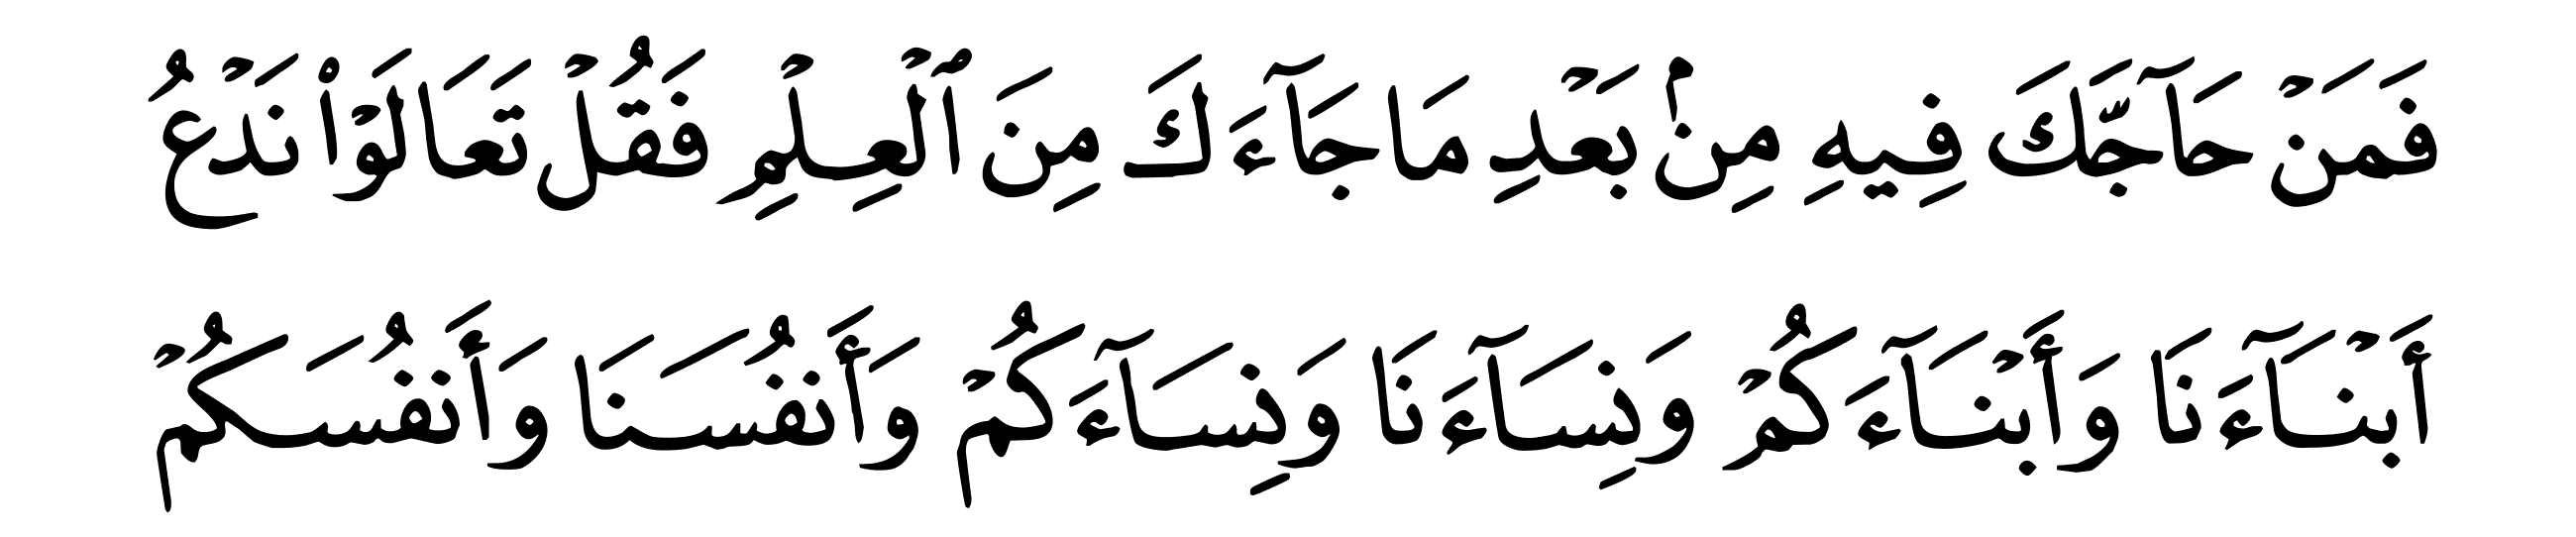 فَمَنْ حَآجَّكَ فِيهِ مِنۢ بَعْدِ مَا جَآءَكَ مِنَ ٱلْعِلْمِ فَقُلْ تَعَالَوْا۟ نَدْعُ
أَبْنَآءَنَا وَأَبْنَآءَكُمْ وَنِسَآءَنَا وَنِسَآءَكُمْ وَأَنفُسَنَا وَأَنفُسَكُمْ